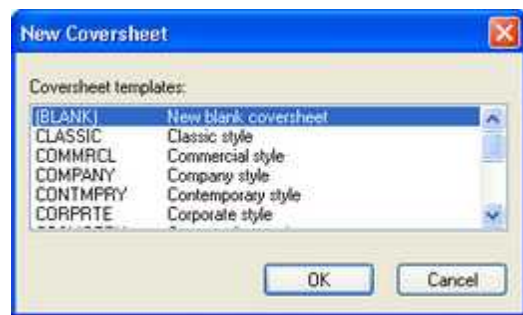 New Coversheet
Coversheet templates:
(BLANK) New blank coversheet
CLASSIC Classic style
COMMRCL Commercial style
COMPANY Company style
CONTMPRY Contemporary style
CORPRTE Corporate style
OK Cancel